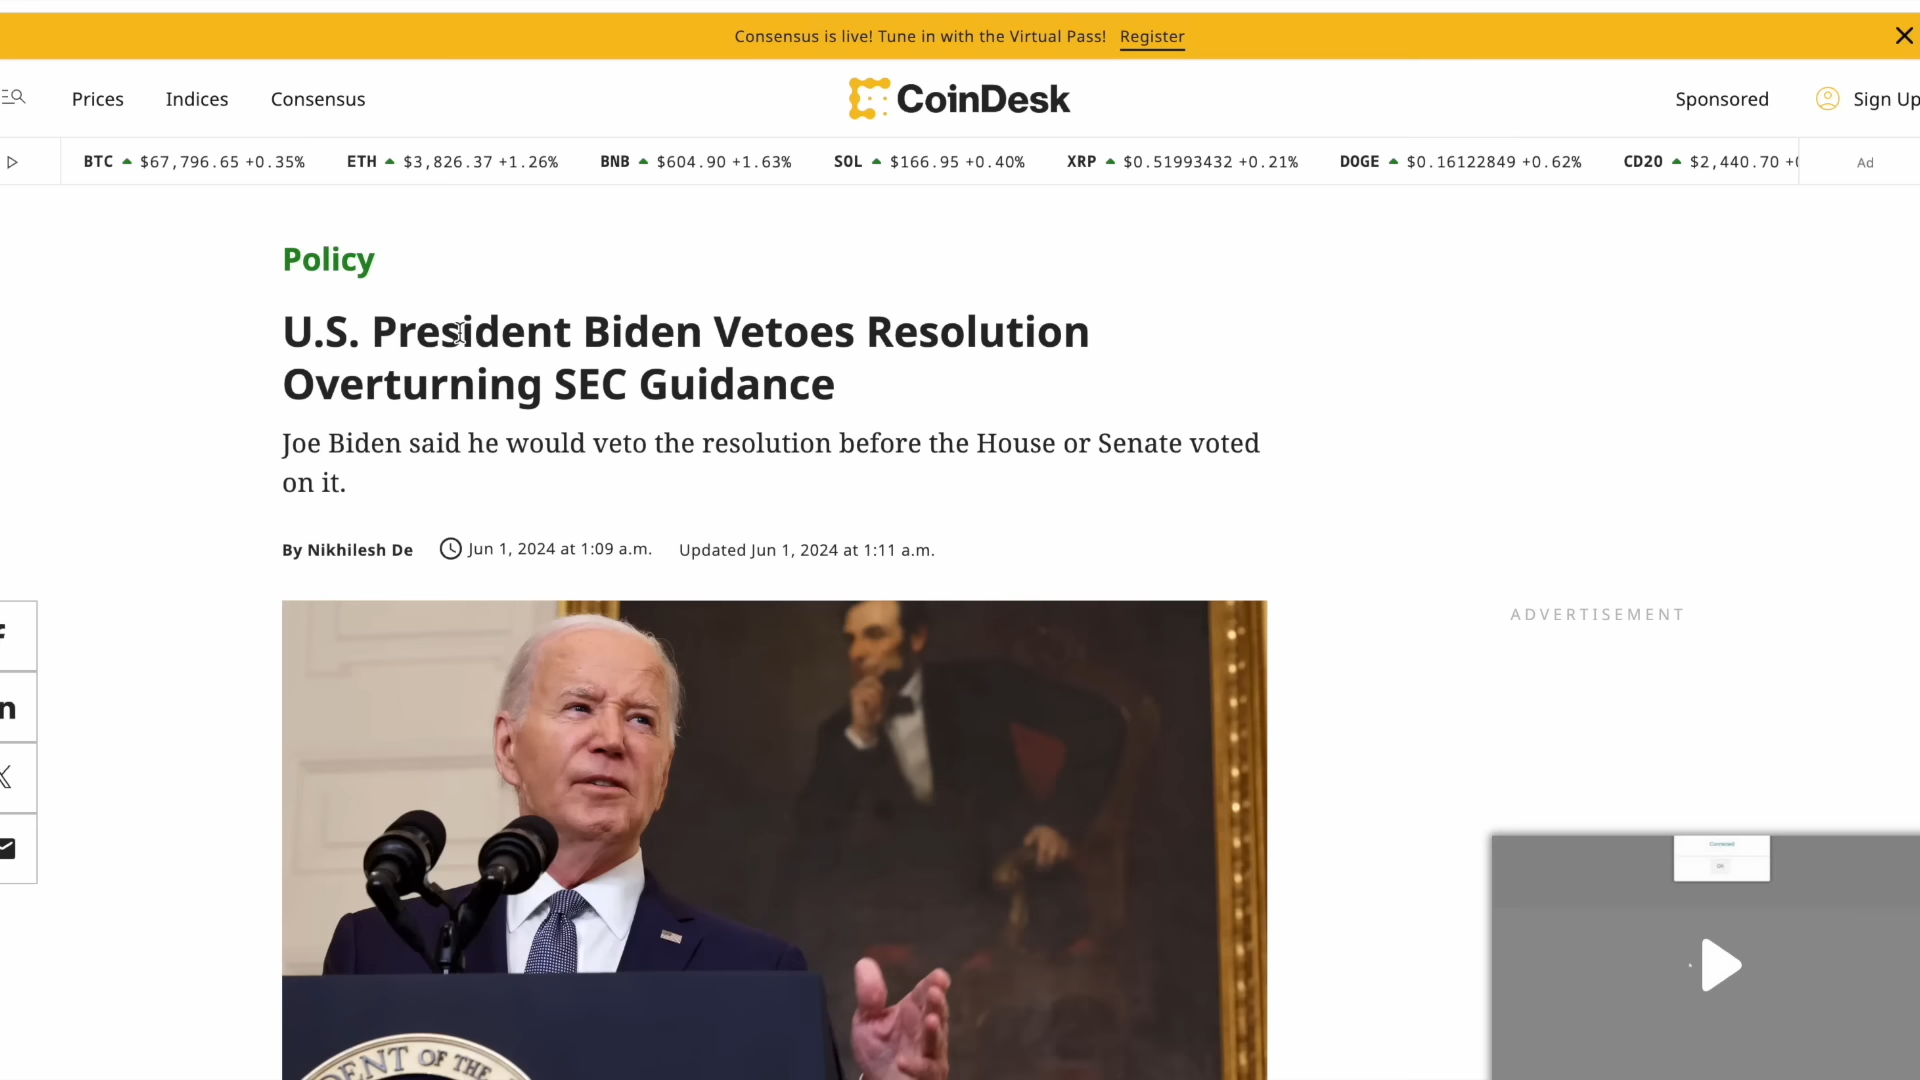 Consensus is live! Tune in with the Virtual Pass! Register
Prices Indices Consensus CoinDesk Sponsored Sign Up
BTC $67,796.65 +0.35% ETH $3,826.37 +1.26% BNB $604.90 +1.63% SOL $166.95 +0.40% XRP $0.51993432 +0.21% DOGE $0.16122849 +0.62% CD20 $2,440.70 Ad
Policy
U.S. President Biden Vetoes Resolution
Overturning SEC Guidance
Joe Biden said he would veto the resolution before the House or Senate voted
on it.
By Nikhilesh De Jun 1, 2024 at 1:09 a.m. Updated Jun 1, 2024 at 1:11 a.m.
ADVERTISEMENT
Connected
OK
DENT OF THE